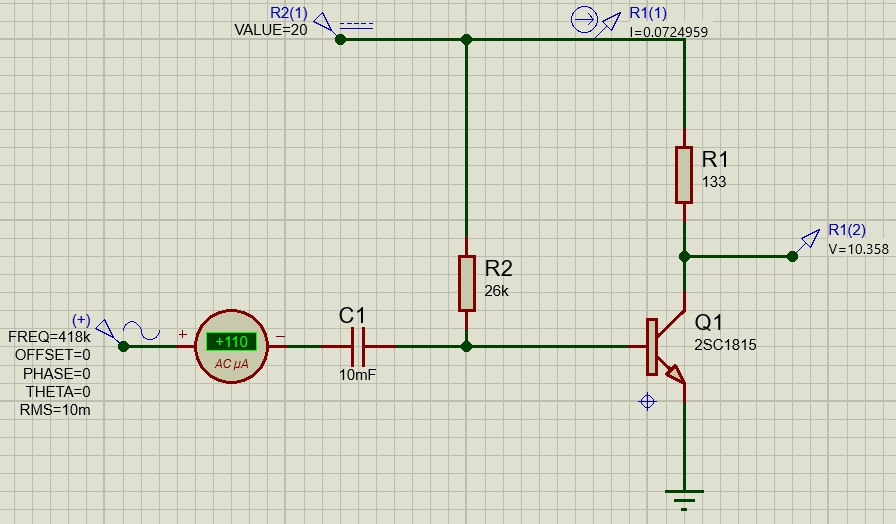 R2(1)
VALUE=20
R1(1)
I=0.0724959
R1
133
R1(2)
V=10.358
R2
26k
(+)
FREQ=418k
OFFSET=0
PHASE=0
THETA=0
RMS=10m
+
+110
AC µA
−
C1
10mF
Q1
2SC1815